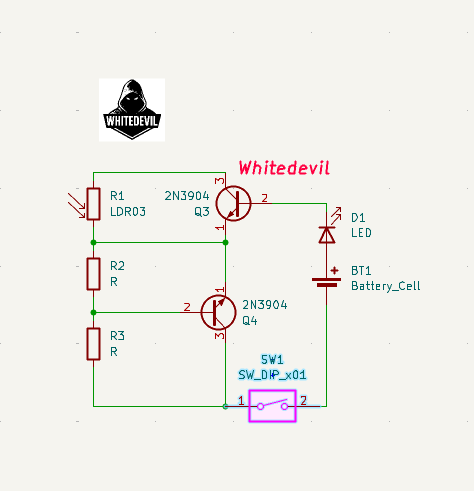 WHITEDEVIL
Whitedevil
3
R1
LDR03
2N3904
Q3
2
1
D1
LED
R2
R
BT1
Battery_Cell
+
1
2N3904
Q4
2
R3
R
3
SW1
SW_DIP_x01
1
2